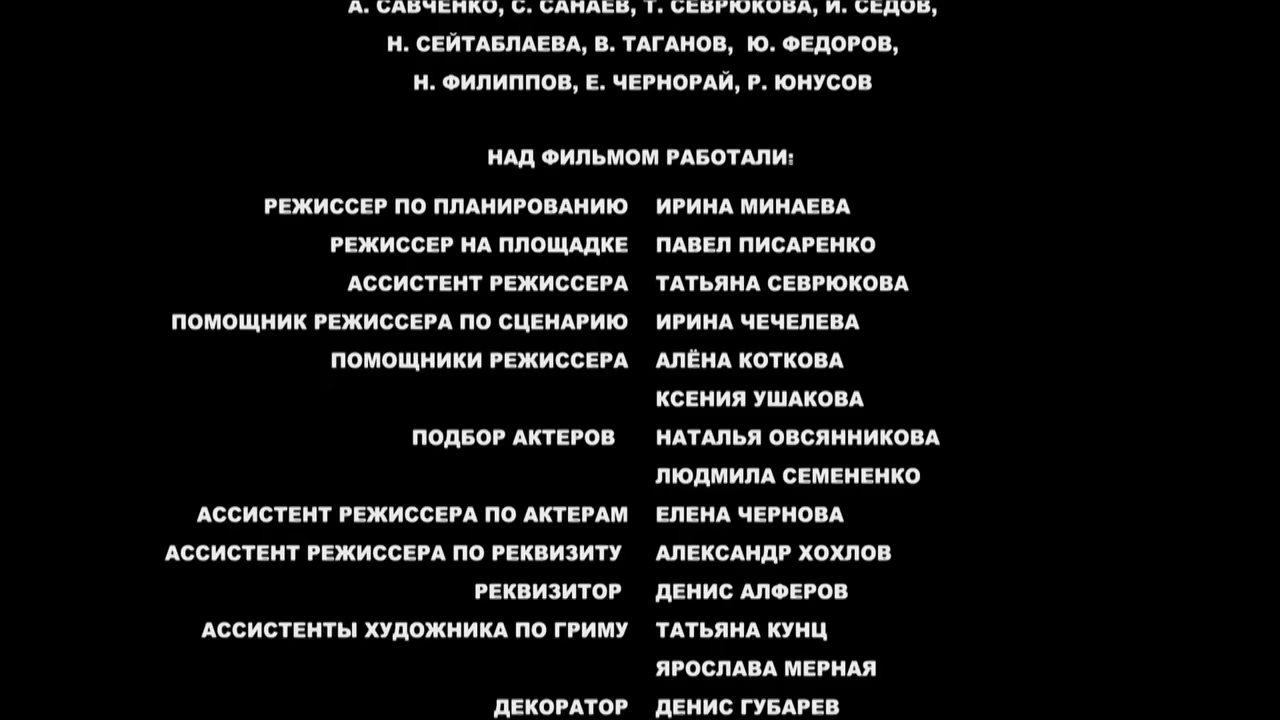 А. САВЧЕНКО, С. САНАЕВ, Т. СЕВРЮКОВА, И. СЕДОВ,
Н. СЕЙТАБЛАЕВА, В. ТАГАНОВ, Ю. ФЕДОРОВ,
Н. ФИЛИППОВ, Е. ЧЕРНОРАЙ, Р. ЮНУСОВ
НАД ФИЛЬМОМ РАБОТАЛИ:
РЕЖИССЕР ПО ПЛАНИРОВАНИЮ ИРИНА МИНАЕВА
РЕЖИССЕР НА ПЛОЩАДКЕ ПАВЕЛ ПИСАРЕНКО
АССИСТЕНТ РЕЖИССЕРА ТАТЬЯНА СЕВРЮКОВА
ПОМОЩНИК РЕЖИССЕРА ПО СЦЕНАРИЮ ИРИНА ЧЕЧЕЛЕВА
ПОМОЩНИКИ РЕЖИССЕРА АЛЁНА КОТКОВА
КСЕНИЯ УШАКОВА
ПОДБОР АКТЕРОВ НАТАЛЬЯ ОВСЯННИКОВА
ЛЮДМИЛА СЕМЕНЕНКО
АССИСТЕНТ РЕЖИССЕРА ПО АКТЕРАМ ЕЛЕНА ЧЕРНОВА
АССИСТЕНТ РЕЖИССЕРА ПО РЕКВИЗИТУ АЛЕКСАНДР ХОХЛОВ
РЕКВИЗИТОР ДЕНИС АЛФЕРОВ
АССИСТЕНТЫ ХУДОЖНИКА ПО ГРИМУ ТАТЬЯНА КУНЦ
ЯРОСЛАВА МЕРНАЯ
ДЕКОРАТОР ДЕНИС ГУБАРЕВ